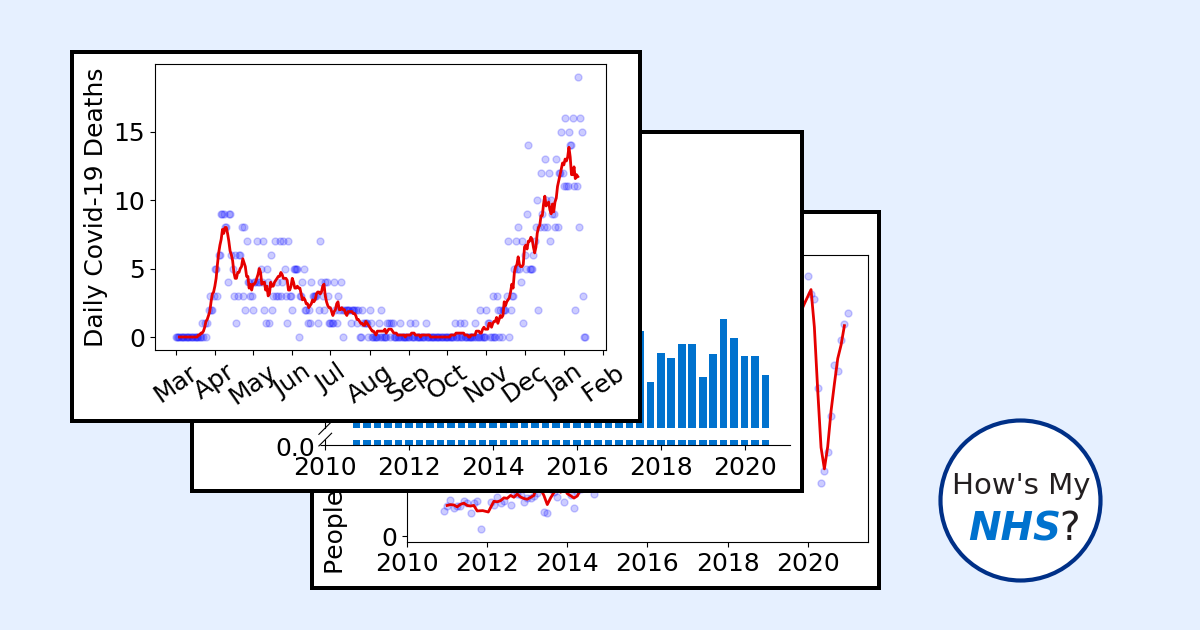 Daily Covid-19 Deaths
15
10
5
0
Mar Apr May Jun Jul Aug Sep Oct Nov Dec Jan Feb
0.0
2010 2012 2014 2016 2018 2020
People
0
2010 2012 2014 2016 2018 2020
How's My
NHS?